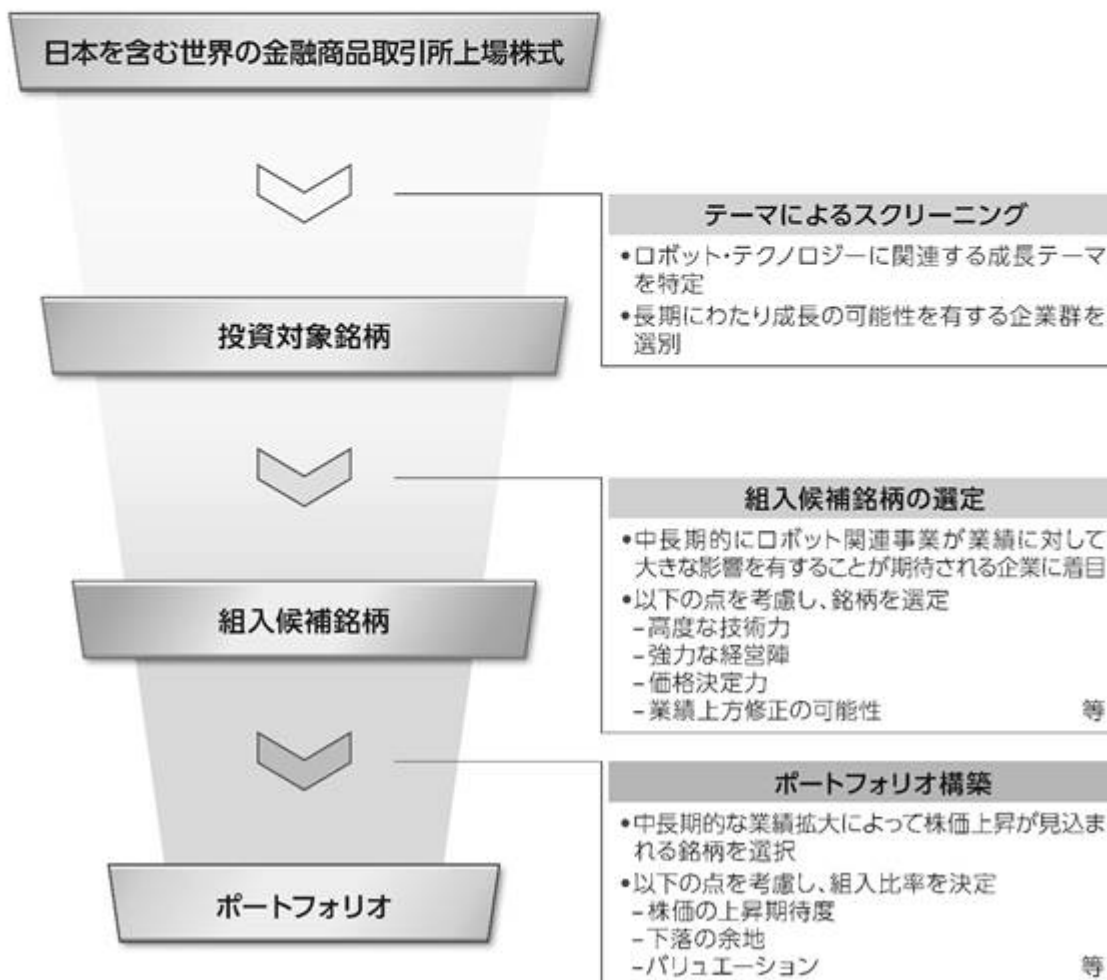 日本を含む世界の金融商品取引所上場株式
テーマによるスクリーニング
•ロボット・テクノロジーに関連する成長テーマ
を特定
•長期にわたり成長の可能性を有する企業群を
選別
投資対象銘柄
組入候補銘柄の選定
•中長期的にロボット関連事業が業績に対して
大きな影響を有することが期待される企業に着目
•以下の点を考慮し、銘柄を選定
–高度な技術力
–強力な経営陣
–価格決定力
–業績上方修正の可能性 等
組入候補銘柄
ポートフォリオ構築
•中長期的な業績拡大によって株価上昇が見込ま
れる銘柄を選択
•以下の点を考慮し、組入比率を決定
–株価の上昇期待度
–下落の余地
–バリュエーション 等
ポートフォリオ